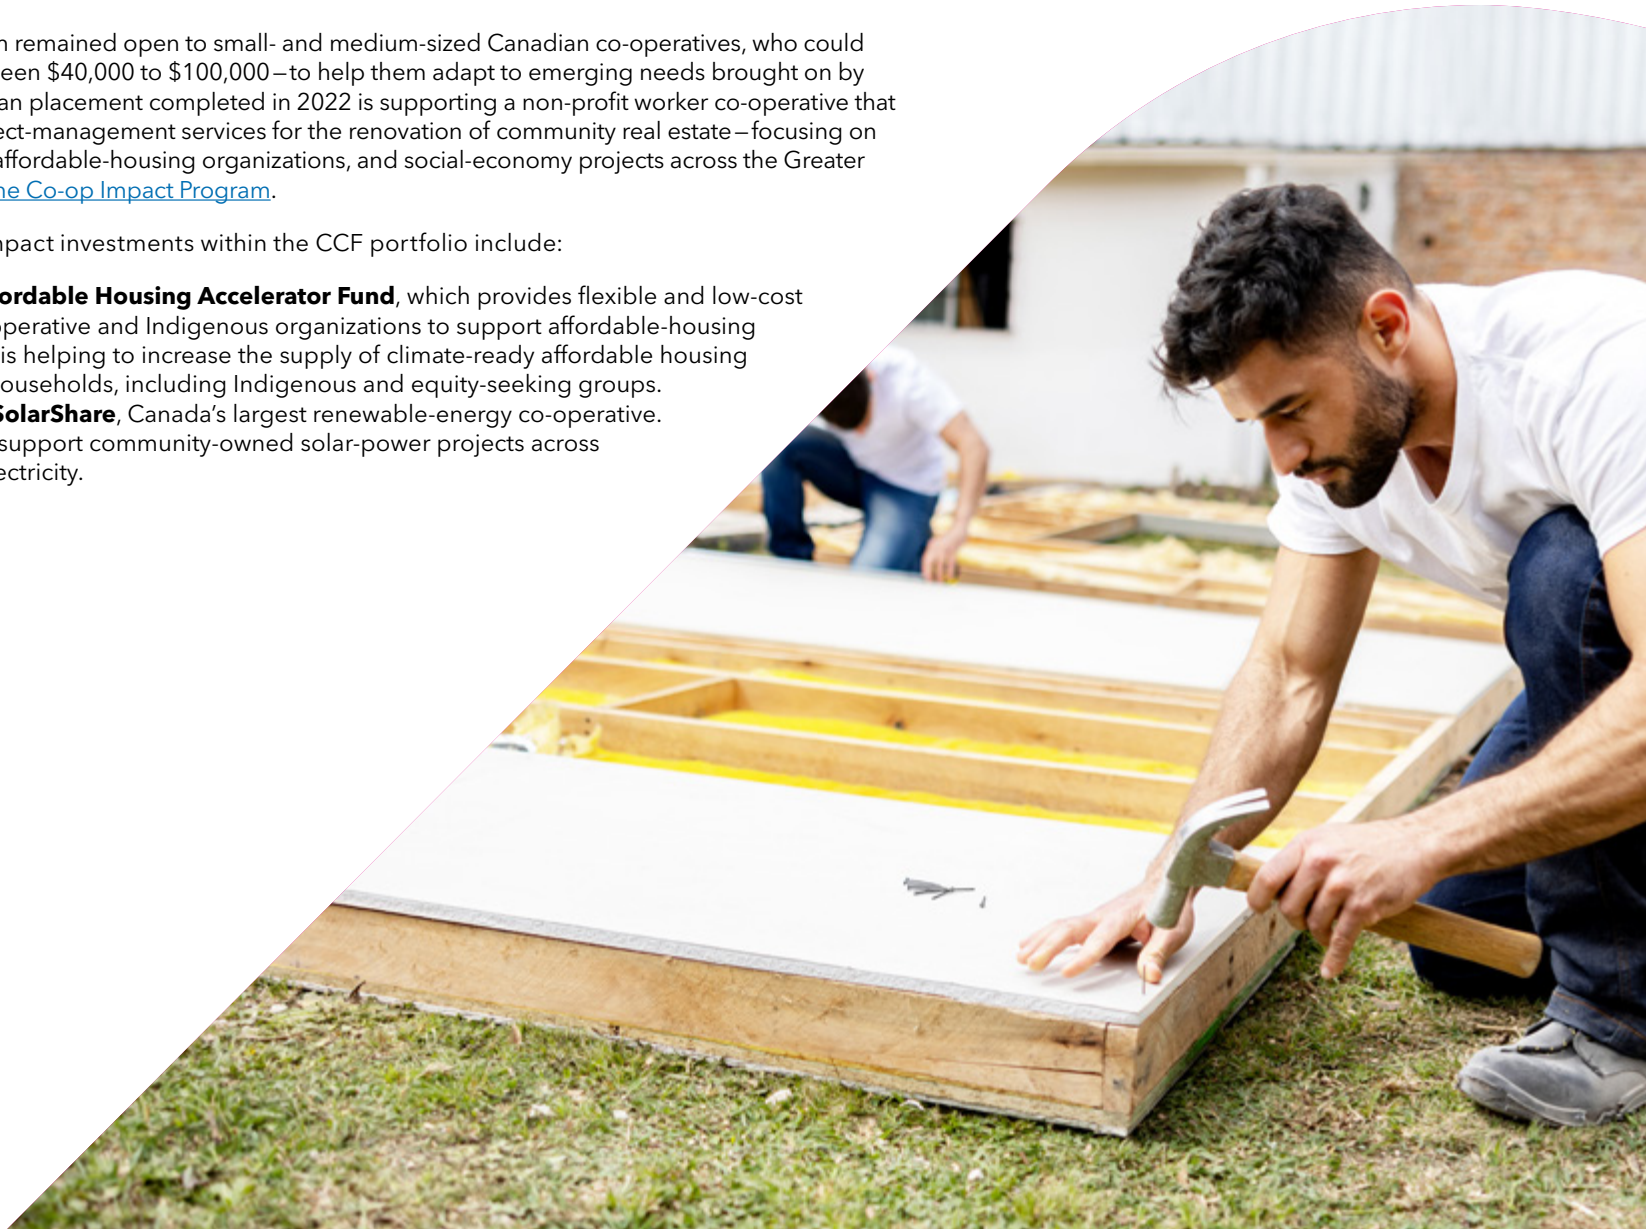 n remained open to small- and medium-sized Canadian co-operatives, who could
een $40,000 to $100,000—to help them adapt to emerging needs brought on by
an placement completed in 2022 is supporting a non-profit worker co-operative that
ect-management services for the renovation of community real estate—focusing on
affordable-housing organizations, and social-economy projects across the Greater
he Co-op Impact Program.
mpact investments within the CCF portfolio include:
ordable Housing Accelerator Fund, which provides flexible and low-cost
operative and Indigenous organizations to support affordable-housing
is helping to increase the supply of climate-ready affordable housing
ouseholds, including Indigenous and equity-seeking groups.
SolarShare, Canada’s largest renewable-energy co-operative.
support community-owned solar-power projects across
ectricity.